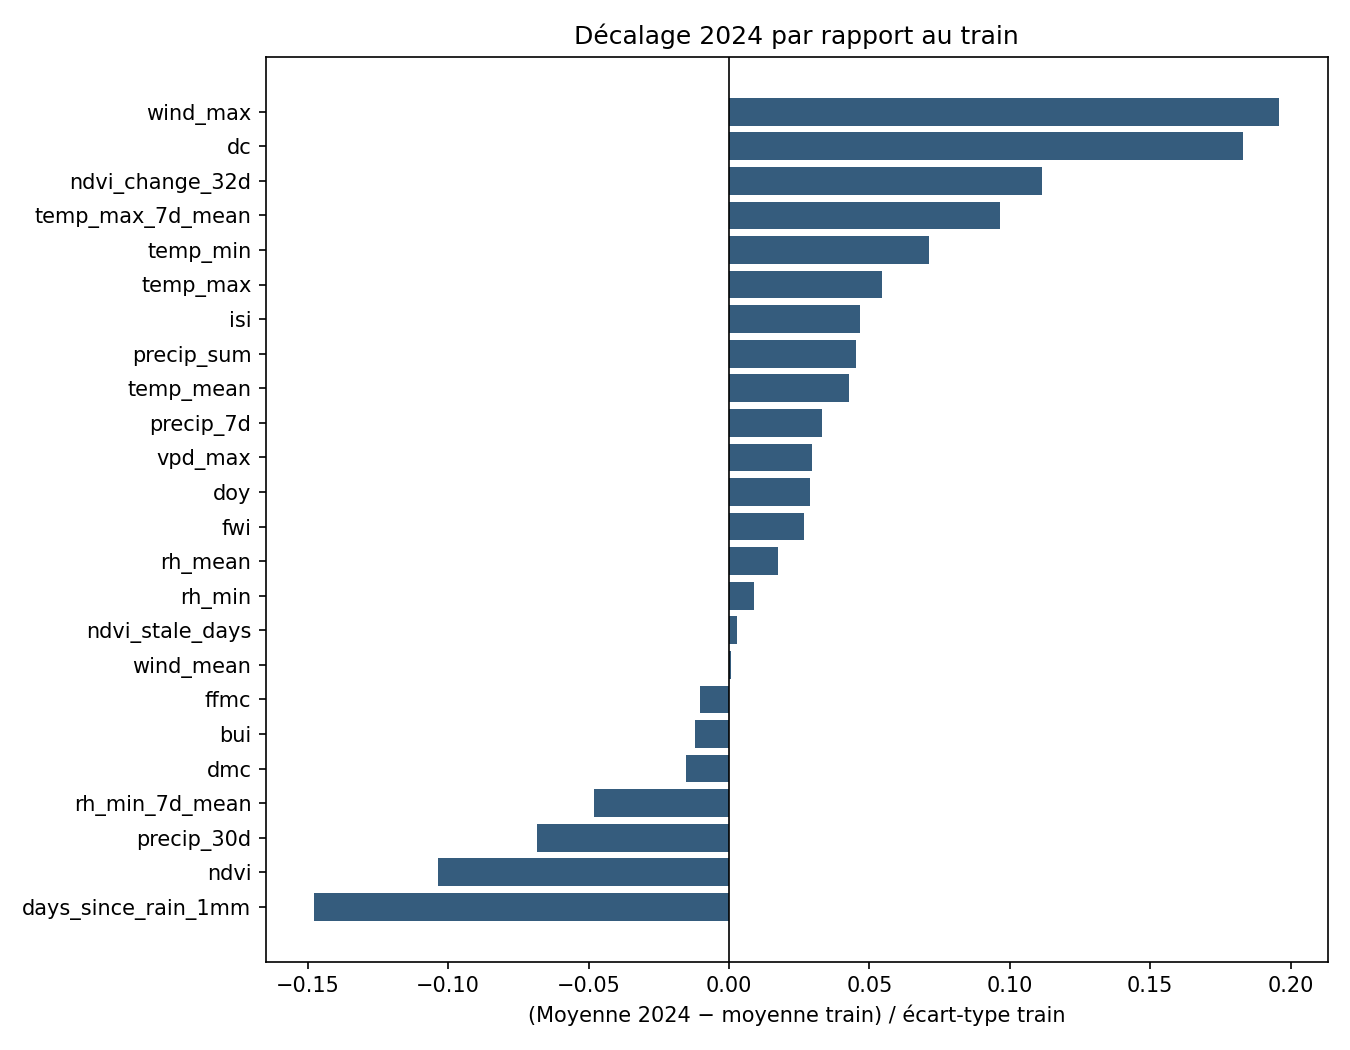 Décalage 2024 par rapport au train
wind_max
dc
ndvi_change_32d
temp_max_7d_mean
temp_min
temp_max
isi
precip_sum
temp_mean
precip_7d
vpd_max
doy
fwi
rh_mean
rh_min
ndvi_stale_days
wind_mean
ffmc
bui
dmc
rh_min_7d_mean
precip_30d
ndvi
days_since_rain_1mm
−0.15 −0.10 −0.05 0.00 0.05 0.10 0.15 0.20
(Moyenne 2024 − moyenne train) / écart-type train